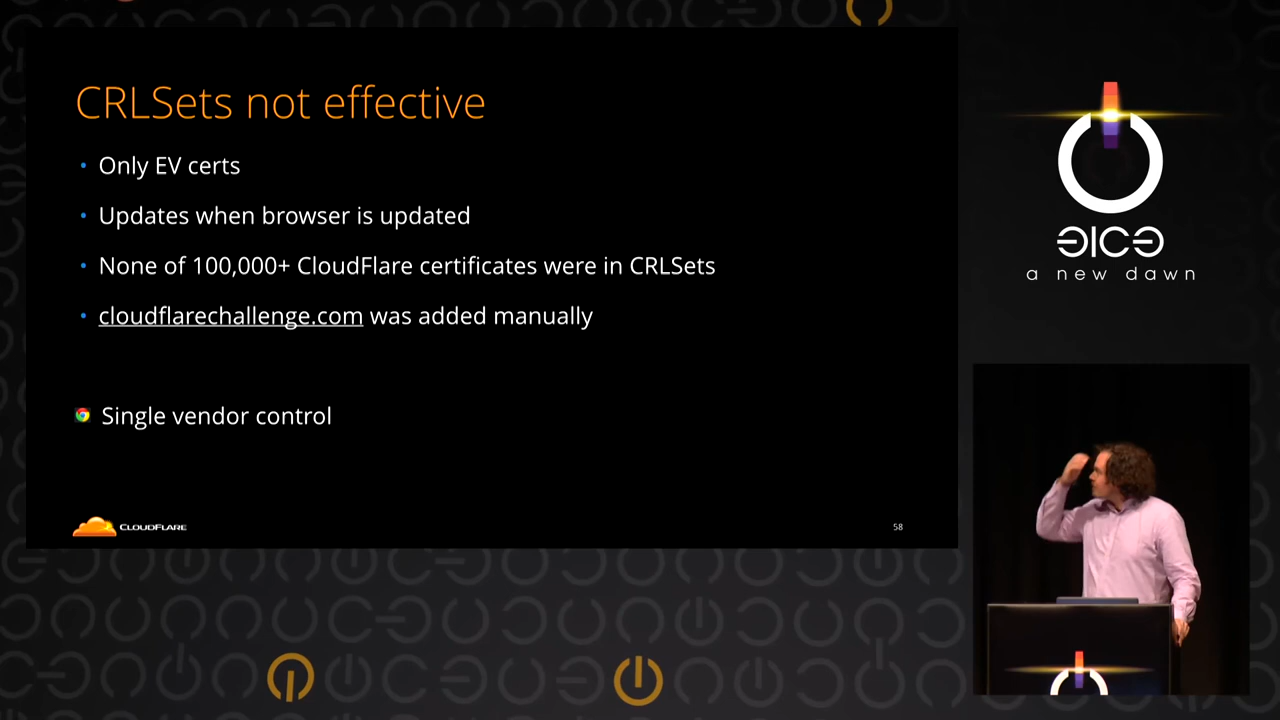 CRLSets not effective
Only EV certs
Updates when browser is updated
None of 100,000+ CloudFlare certificates were in CRLSets
cloudflarechallenge.com was added manually
Single vendor control
CLOUDFLARE
58
a new dawn